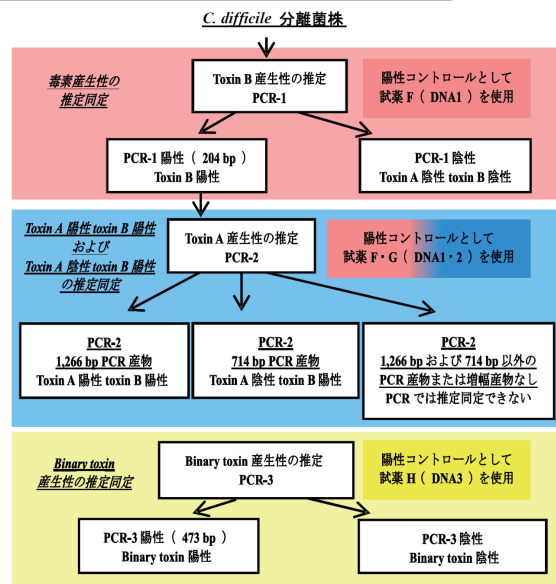 C. difficile 分離菌株
毒素産生性の
推定同定
Toxin B 産生性の推定
PCR-1
陽性コントロールとして
試薬 F（ DNA1 ）を使用
PCR-1 陽性（ 204 bp ）
Toxin B 陽性
PCR-1 陰性
Toxin A 陰性 toxin B 陰性
Toxin A 陽性 toxin B 陽性
および
Toxin A 陰性 toxin B 陽性
の推定同定
Toxin A 産生性の推定
PCR-2
陽性コントロールとして
試薬 F・G（ DNA1・2 ）を使用
PCR-2
1,266 bp PCR 産物
Toxin A 陽性 toxin B 陽性
PCR-2
714 bp PCR 産物
Toxin A 陰性 toxin B 陽性
PCR-2
1,266 bp および 714 bp 以外の
PCR 産物または増幅産物なし
PCR では推定同定できない
Binary toxin
産生性の推定同定
Binary toxin 産生性の推定
PCR-3
陽性コントロールとして
試薬 H（ DNA3 ）を使用
PCR-3 陽性（ 473 bp ）
Binary toxin 陽性
PCR-3 陰性
Binary toxin 陰性